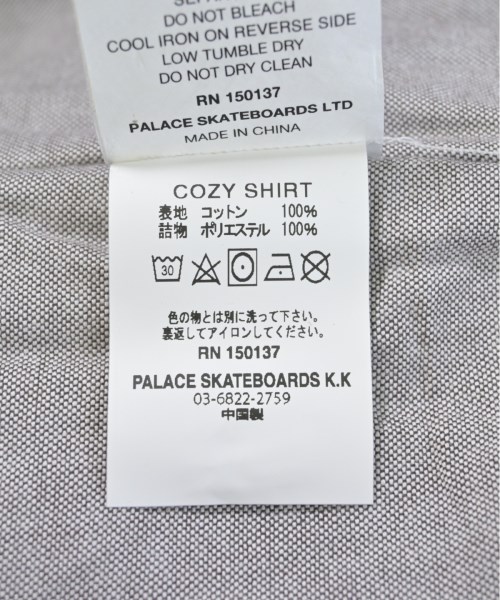 DO NOT BLEACH
COOL IRON ON REVERSE SIDE
LOW TUMBLE DRY
DO NOT DRY CLEAN
RN 150137
PALACE SKATEBOARDS LTD
MADE IN CHINA
COZY SHIRT
表地 コットン 100%
詰物 ポリエステル 100%
30
色の物とは別に洗って下さい。
裏返してアイロンしてください。
RN 150137
PALACE SKATEBOARDS K.K
03-6822-2759
中国製